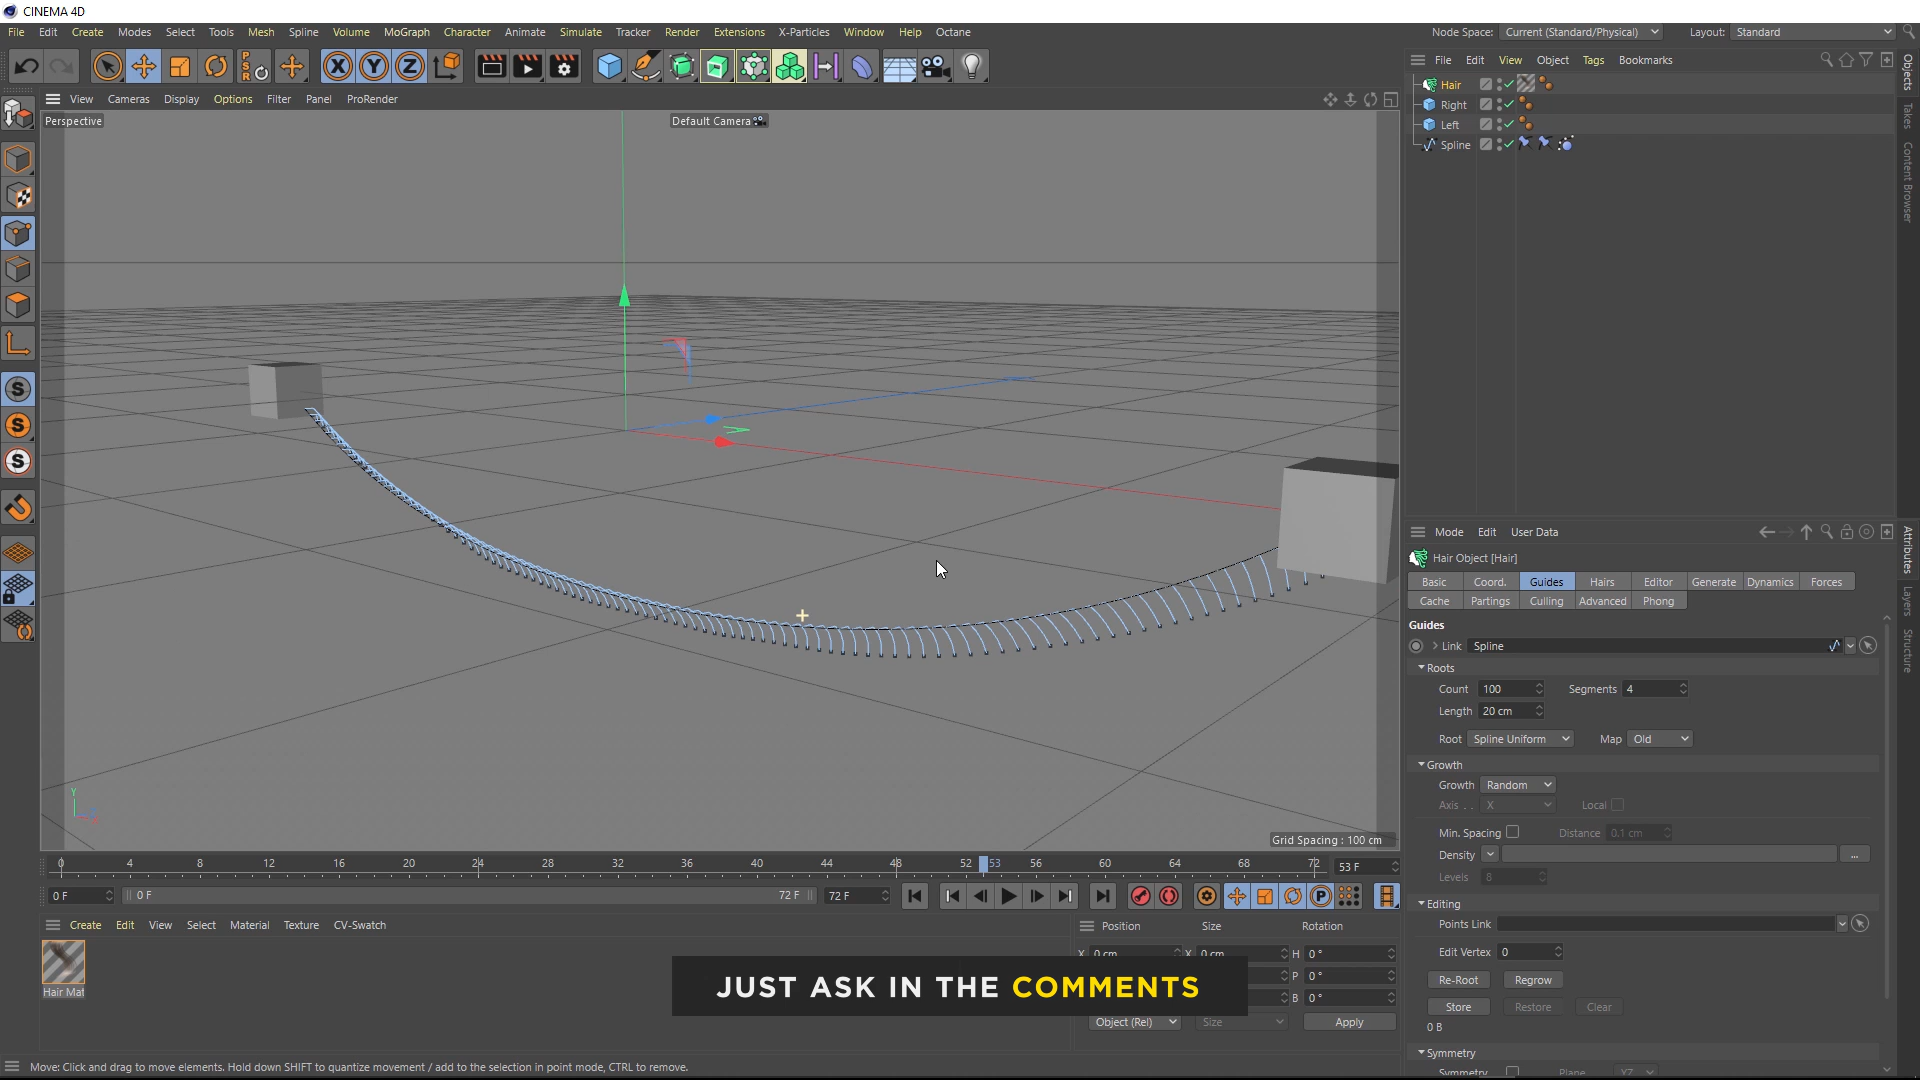 CINEMA 4D
File Edit Create Modes Select Tools Mesh Spline Volume MoGraph Character Animate Simulate Tracker Render Extensions X-Particles Window Help Octane
Node Space: Current (Standard/Physical) Layout: Standard
File Edit View Object Tags Bookmarks
View Cameras Display Options Filter Panel ProRender
Perspective
Default Camera
Hair
Right
Left
Spline
Objects
Takes
Content Browser
Mode Edit User Data
Hair Object [Hair]
Basic Coord. Guides Hairs Editor Generate Dynamics Forces
Cache Partings Culling Advanced Phong
Guides
Link Spline
Roots
Count 100 Segments 4
Length 20 cm
Root Spline Uniform Map Old
Growth
Growth Random
Axis . . X Local
Min. Spacing Distance 0.1 cm
Density ...
Levels 8
Editing
Points Link
Edit Vertex 0
Re-Root Regrow
Store Restore Clear
0 B
Symmetry
Symmetry Plane YZ
Attributes
Layers
Structure
Y
Grid Spacing : 100 cm
0 4 8 12 16 20 24 28 32 36 40 44 48 52 53 56 60 64 68 72 53 F
0 F 0 F 72 F 72 F
Create Edit View Select Material Texture CV-Swatch
Hair Mat
Position Size Rotation
X 0 cm X 0 cm H 0 °
P 0 °
B 0 °
Object (Rel) Size Apply
JUST ASK IN THE COMMENTS
Move: Click and drag to move elements. Hold down SHIFT to quantize movement / add to the selection in point mode, CTRL to remove.